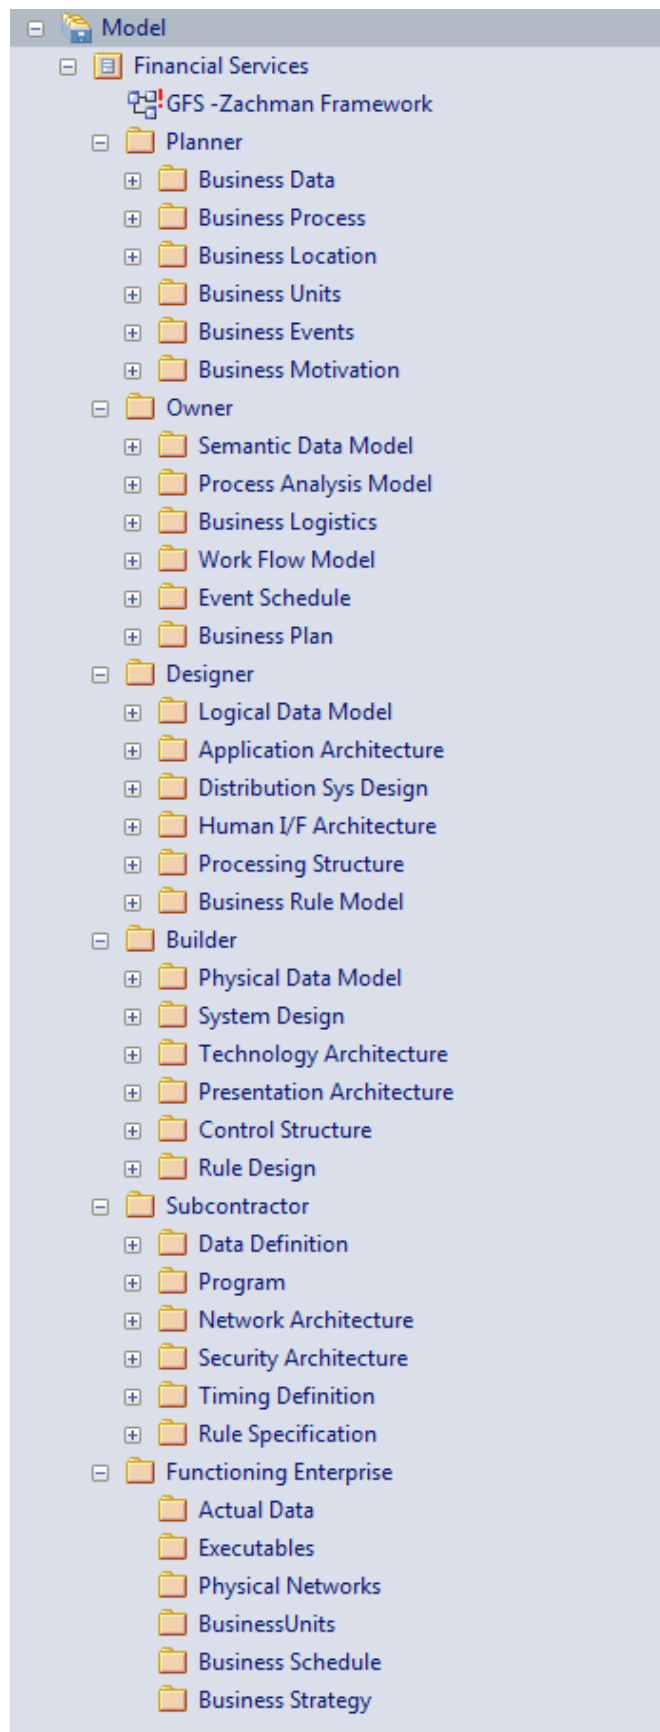 Model
Financial Services
GFS -Zachman Framework
Planner
Business Data
Business Process
Business Location
Business Units
Business Events
Business Motivation
Owner
Semantic Data Model
Process Analysis Model
Business Logistics
Work Flow Model
Event Schedule
Business Plan
Designer
Logical Data Model
Application Architecture
Distribution Sys Design
Human I/F Architecture
Processing Structure
Business Rule Model
Builder
Physical Data Model
System Design
Technology Architecture
Presentation Architecture
Control Structure
Rule Design
Subcontractor
Data Definition
Program
Network Architecture
Security Architecture
Timing Definition
Rule Specification
Functioning Enterprise
Actual Data
Executables
Physical Networks
BusinessUnits
Business Schedule
Business Strategy